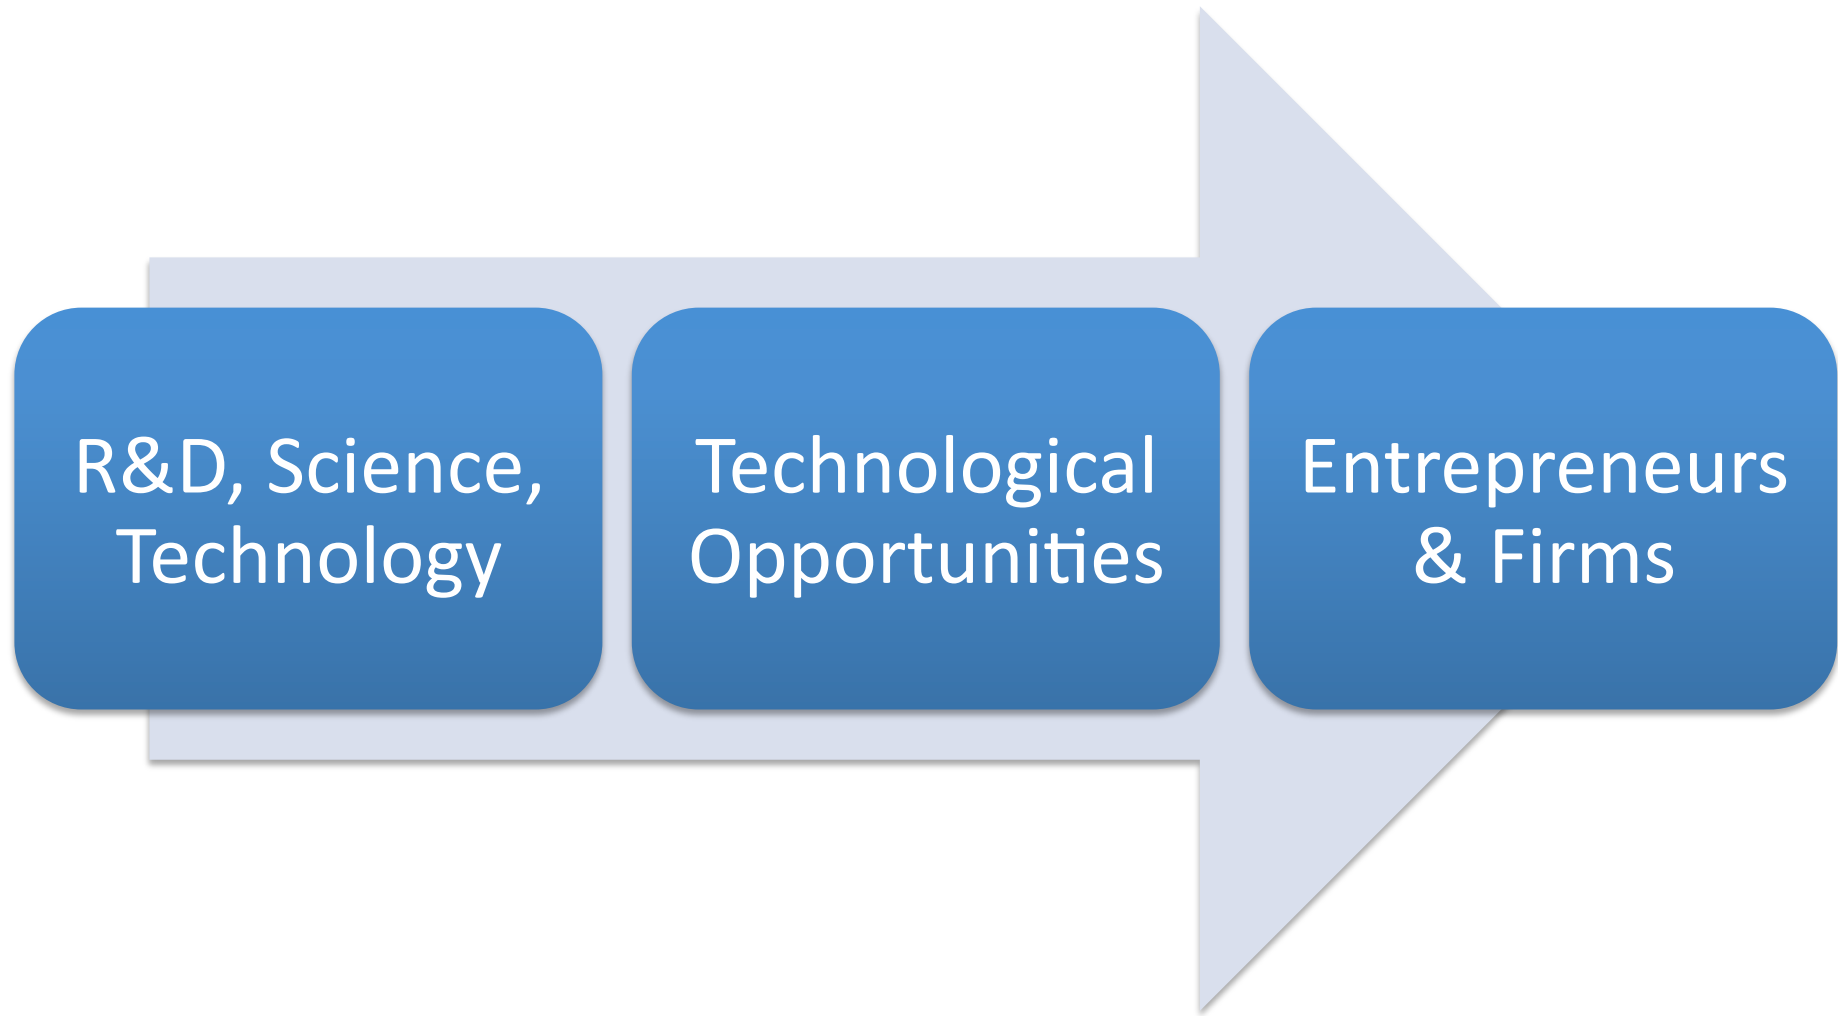 R&D, Science,
Technology
Technological
Opportunities
Entrepreneurs
& Firms